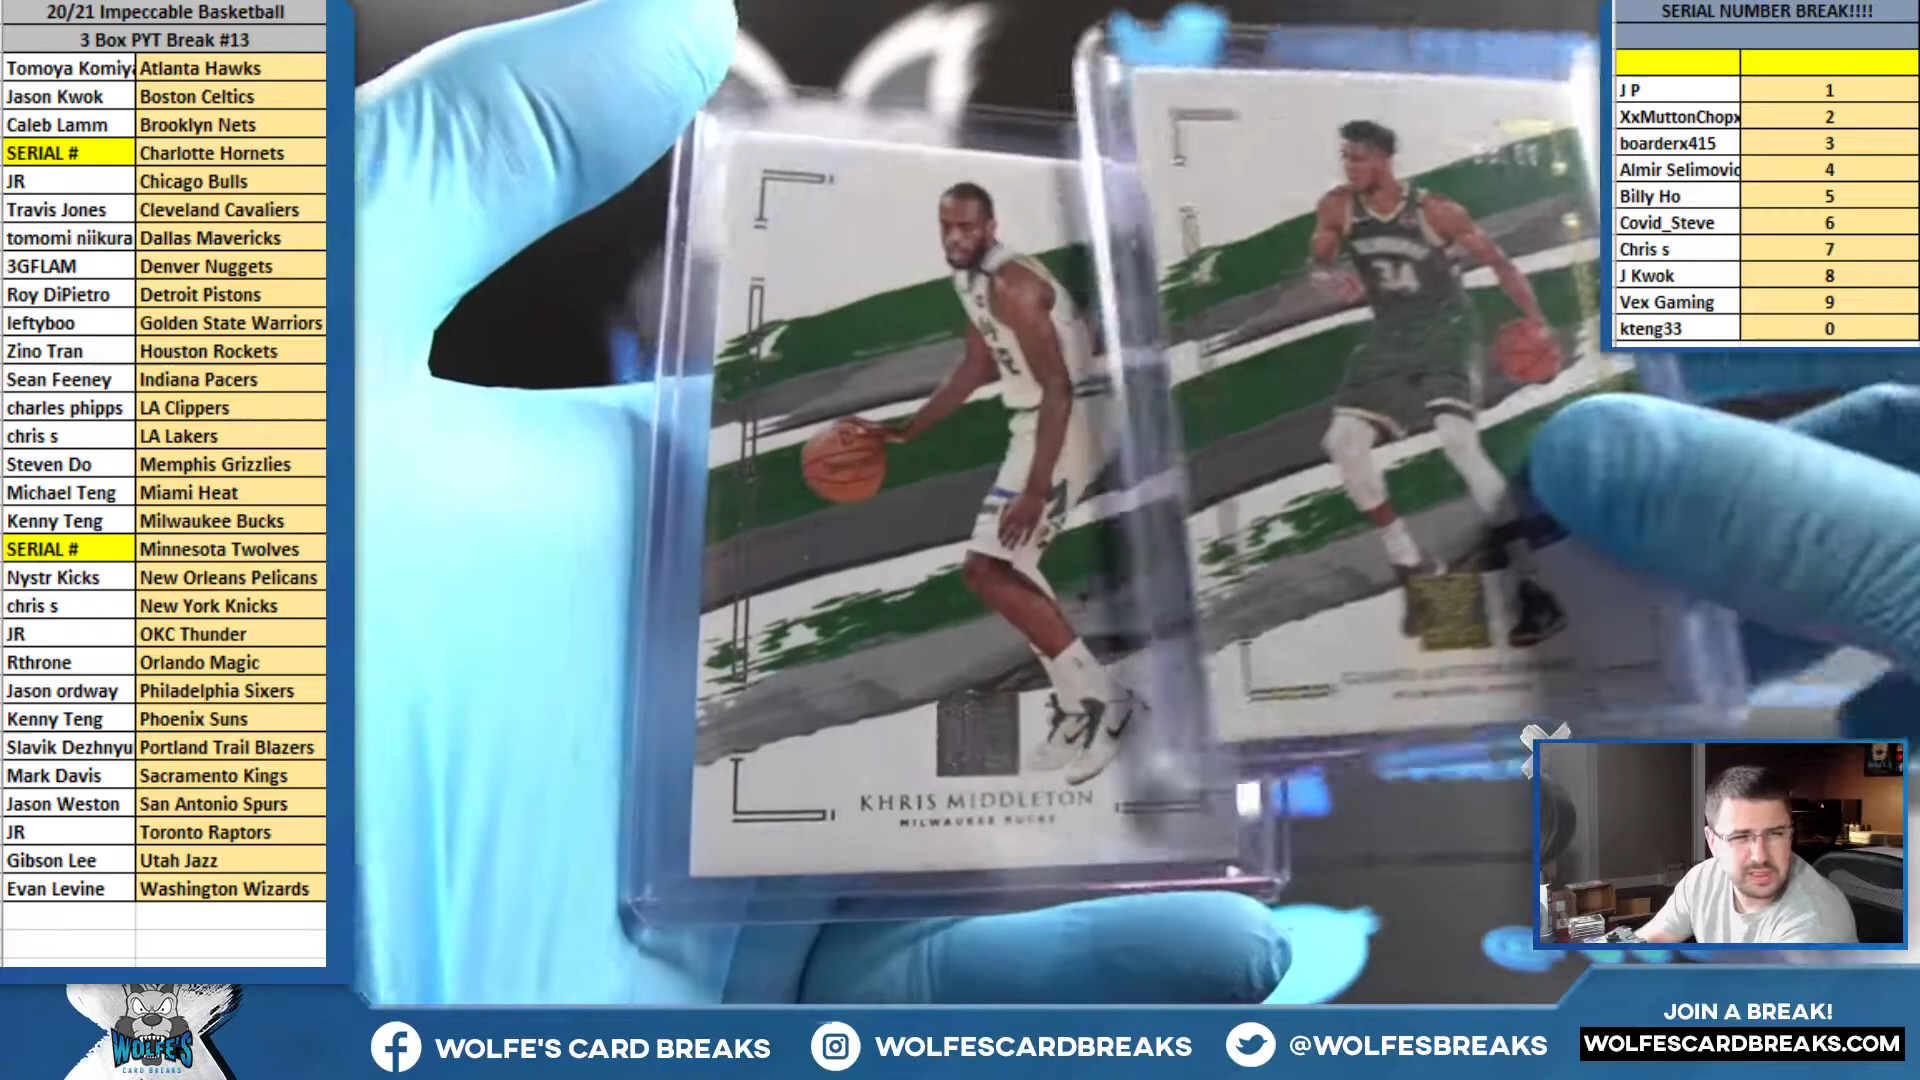 20/21 Impeccable Basketball
3 Box PYT Break #13
Tomoya Komiya Atlanta Hawks
Jason Kwok Boston Celtics
Caleb Lamm Brooklyn Nets
SERIAL # Charlotte Hornets
JR Chicago Bulls
Travis Jones Cleveland Cavaliers
tomomi niikura Dallas Mavericks
3GFLAM Denver Nuggets
Roy DiPietro Detroit Pistons
leftyboo Golden State Warriors
Zino Tran Houston Rockets
Sean Feeney Indiana Pacers
charles phipps LA Clippers
chris s LA Lakers
Steven Do Memphis Grizzlies
Michael Teng Miami Heat
Kenny Teng Milwaukee Bucks
SERIAL # Minnesota Twolves
Nystr Kicks New Orleans Pelicans
chris s New York Knicks
JR OKC Thunder
Rthrone Orlando Magic
Jason ordway Philadelphia Sixers
Kenny Teng Phoenix Suns
Slavik Dezhnyu Portland Trail Blazers
Mark Davis Sacramento Kings
Jason Weston San Antonio Spurs
JR Toronto Raptors
Gibson Lee Utah Jazz
Evan Levine Washington Wizards
34
KHRIS MIDDLETON
MILWAUKEE BUCKS
SERIAL NUMBER BREAK!!!!
J P 1
XxMuttonChopx 2
boarderx415 3
Almir Selimovic 4
Billy Ho 5
Covid_Steve 6
Chris s 7
J Kwok 8
Vex Gaming 9
kteng33 0
WOLFE'S
CARD BREAKS
WOLFE'S CARD BREAKS
WOLFESCARDBREAKS
@WOLFESBREAKS
JOIN A BREAK!
WOLFESCARDBREAKS.COM